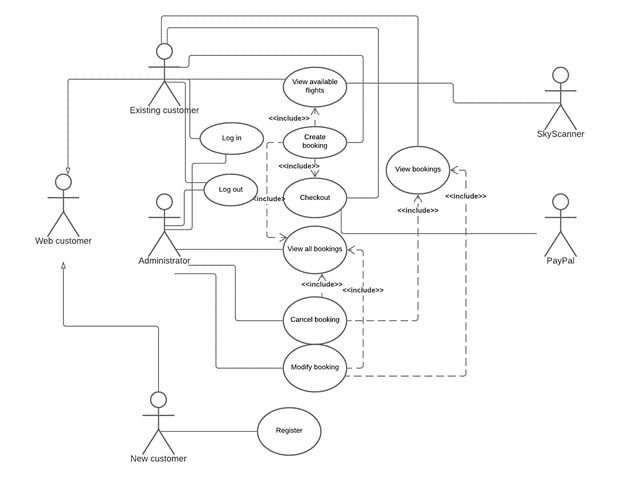 View available
flights
Existing customer
SkyScanner
<<include>>
Log in
Create
booking
<<include>>
View bookings
Log out
<include>
Checkout
<<include>>
<<include>>
Web customer
Administrator
View all bookings
PayPal
<<include>>
<<include>>
Cancel booking
Modify booking
Register
New customer